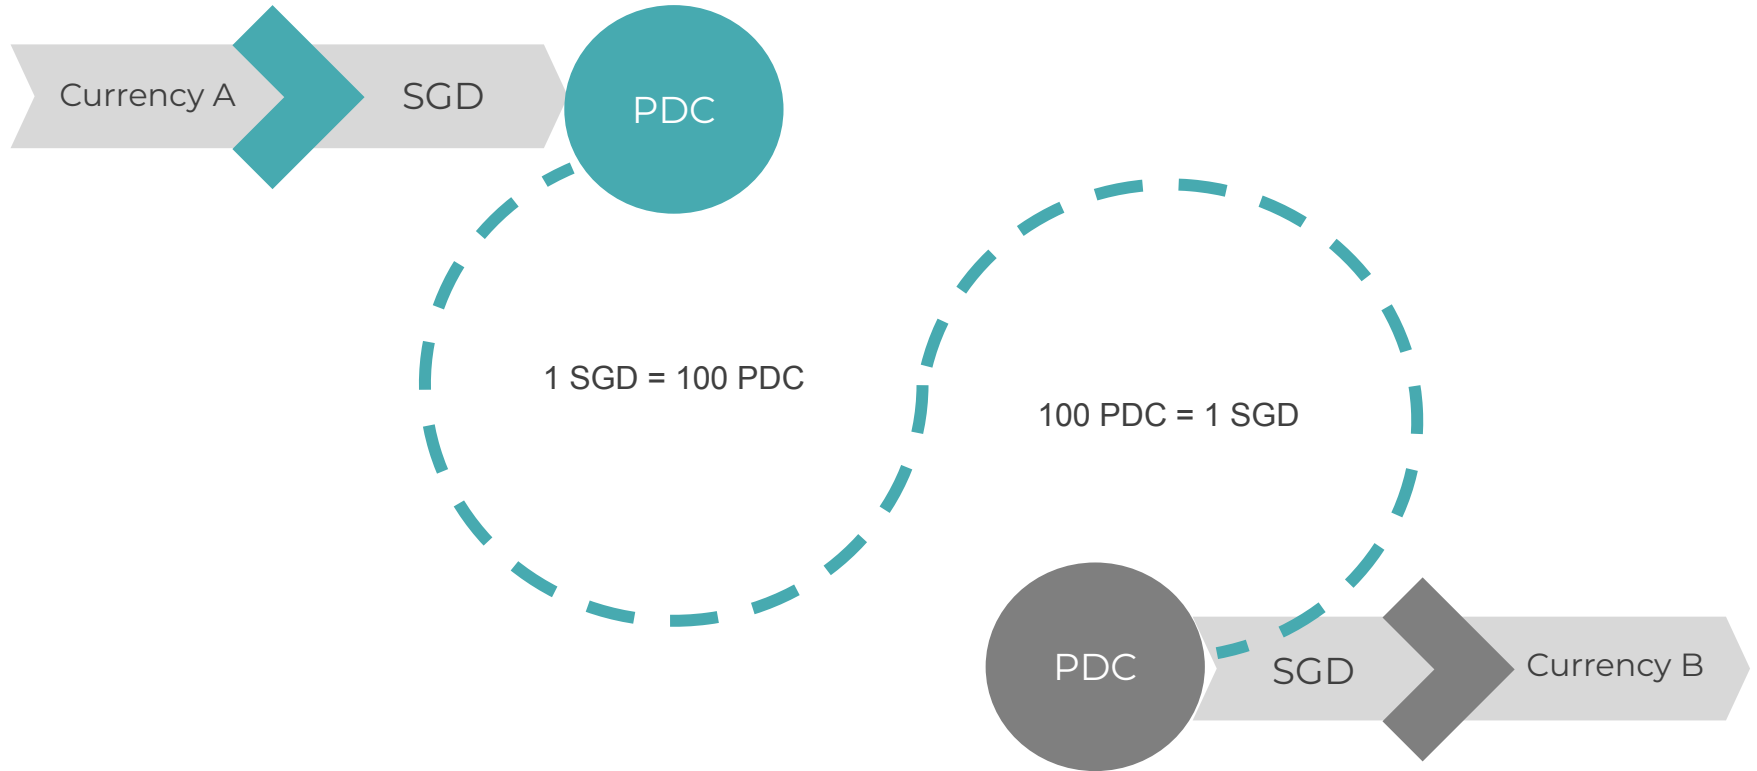 Currency A
SGD
PDC
1 SGD = 100 PDC
100 PDC = 1 SGD
PDC
SGD
Currency B